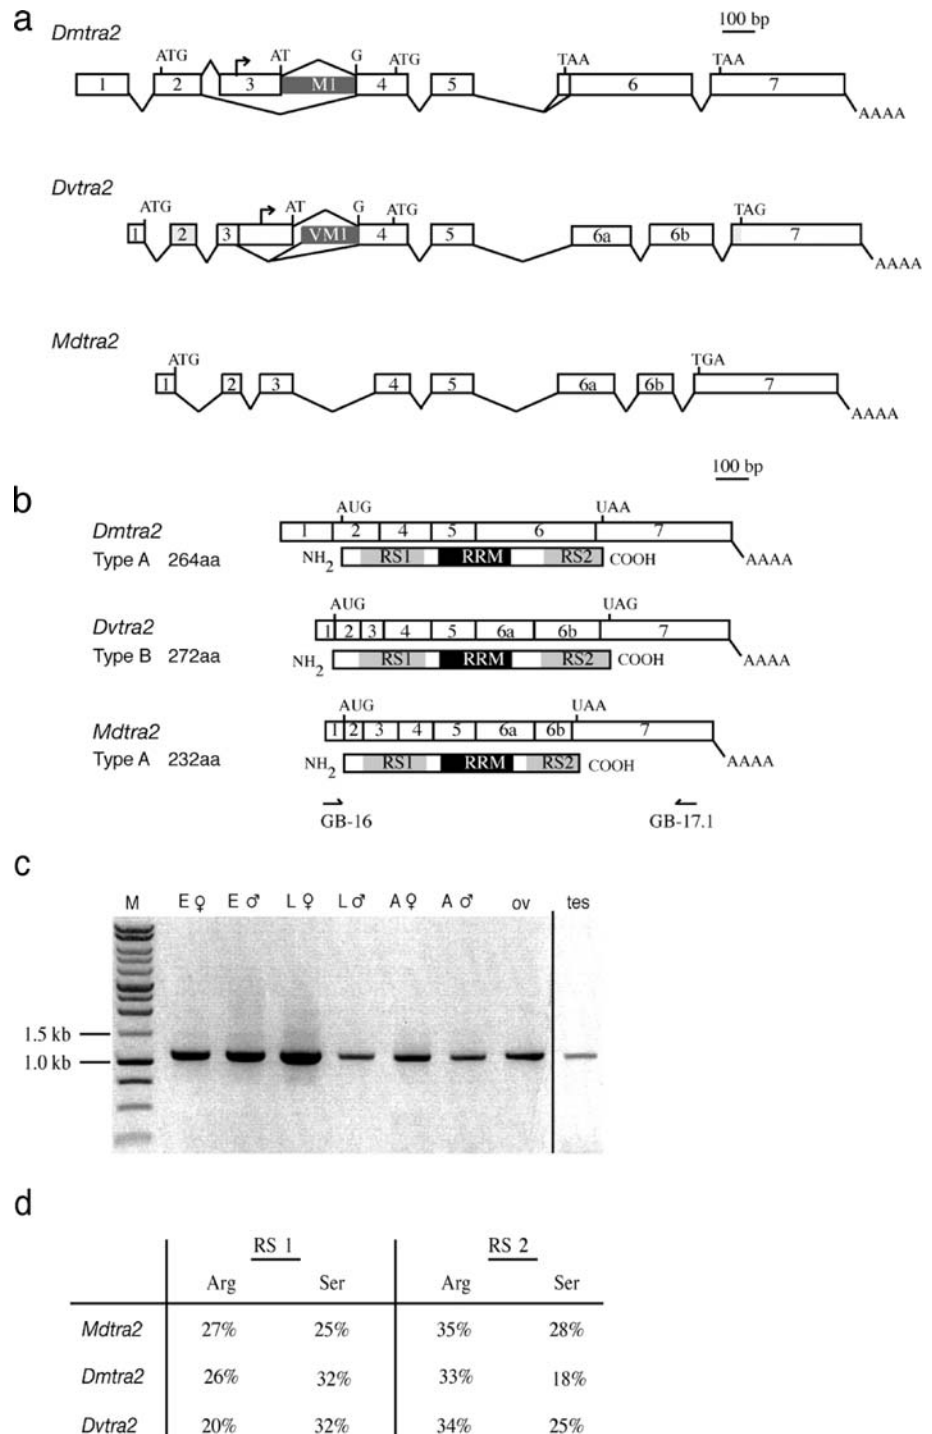 a
Dmtra2
100 bp
ATG AT G ATG TAA TAA
1 2 3 M1 4 5 6 7
AAAA
Dvtra2
ATG AT G ATG TAG
1 2 3 VM1 4 5 6a 6b 7
AAAA
Mdtra2
ATG TGA
1 2 3 4 5 6a 6b 7
AAAA
100 bp
b
AUG UAA
Dmtra2 1 2 4 5 6 7
Type A 264aa NH2 RS1 RRM RS2 COOH AAAA
AUG UAG
Dvtra2 1 2 3 4 5 6a 6b 7
Type B 272aa NH2 RS1 RRM RS2 COOH AAAA
AUG UAA
Mdtra2 1 2 3 4 5 6a 6b 7
Type A 232aa NH2 RS1 RRM RS2 COOH AAAA
GB-16 GB-17.1
c
M E♀ E♂ L♀ L♂ A♀ A♂ ov tes
1.5 kb
1.0 kb
d
RS 1 RS 2
Arg Ser Arg Ser
Mdtra2 27% 25% 35% 28%
Dmtra2 26% 32% 33% 18%
Dvtra2 20% 32% 34% 25%